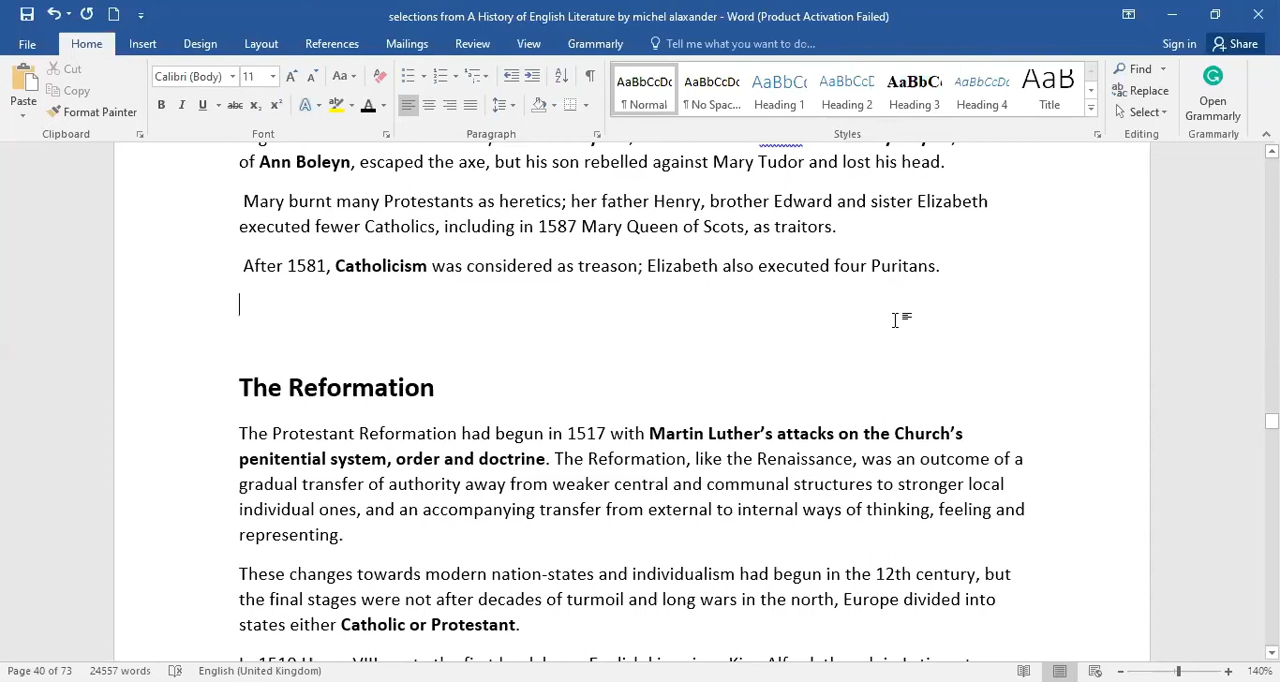 selections from A History of English Literature by michel alaxander - Word (Product Activation Failed)
File Home Insert Design Layout References Mailings Review View Grammarly Tell me what you want to do... Sign in Share
Paste Cut Copy Format Painter Clipboard
Calibri (Body) 11 Font
Paragraph
AaBbCcDc ¶ Normal
AaBbCcDc ¶ No Spac...
AaBbC( Heading 1
AaBbCcD Heading 2
AaBbC( Heading 3
AaBbCcDc Heading 4
AaB Title
Styles
Find Replace Select Editing
Open Grammarly Grammarly
of Ann Boleyn, escaped the axe, but his son rebelled against Mary Tudor and lost his head.
Mary burnt many Protestants as heretics; her father Henry, brother Edward and sister Elizabeth
executed fewer Catholics, including in 1587 Mary Queen of Scots, as traitors.
After 1581, Catholicism was considered as treason; Elizabeth also executed four Puritans.
The Reformation
The Protestant Reformation had begun in 1517 with Martin Luther’s attacks on the Church’s
penitential system, order and doctrine. The Reformation, like the Renaissance, was an outcome of a
gradual transfer of authority away from weaker central and communal structures to stronger local
individual ones, and an accompanying transfer from external to internal ways of thinking, feeling and
representing.
These changes towards modern nation-states and individualism had begun in the 12th century, but
the final stages were not after decades of turmoil and long wars in the north, Europe divided into
states either Catholic or Protestant.
Page 40 of 73 24557 words English (United Kingdom) 140%